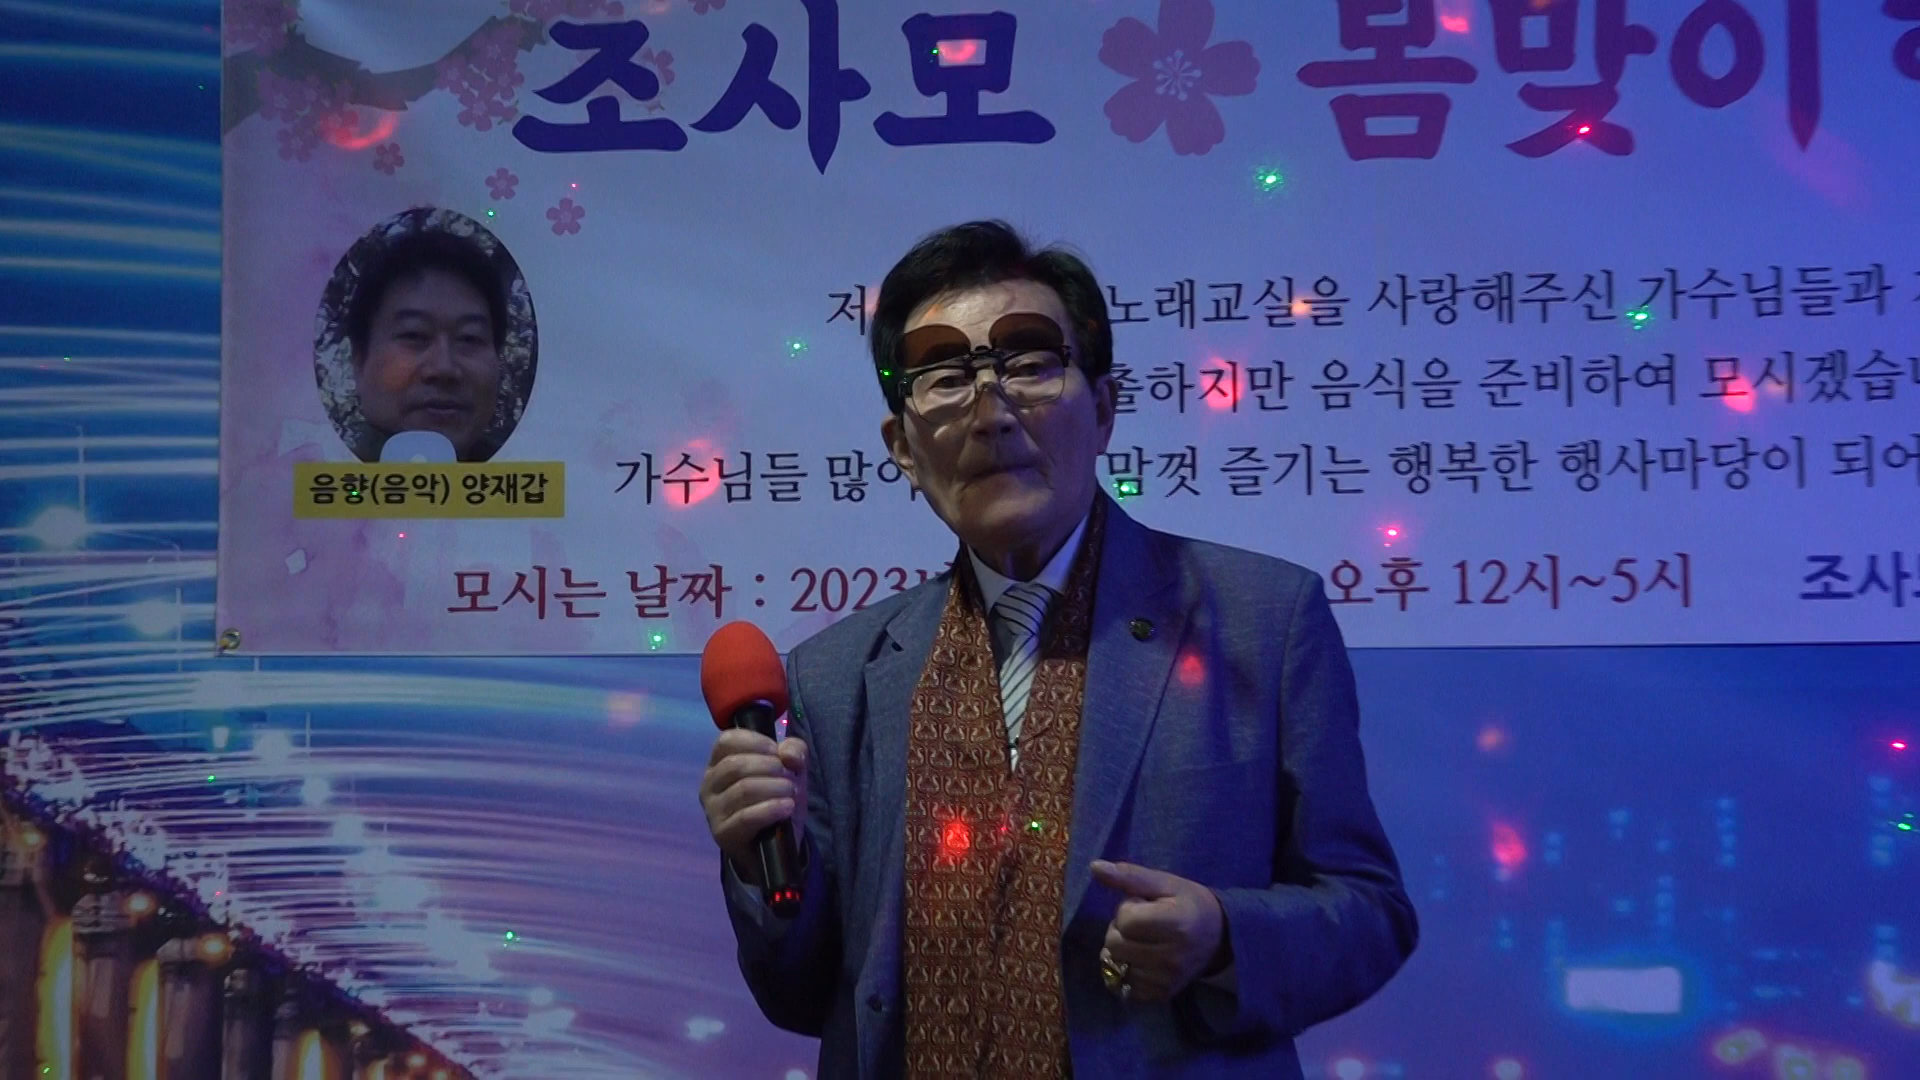 조사모 봄맞이
저 노래교실을 사랑해주신 가수님들과
하지만 음식을 준비하여 모시겠습
가수님들 많이 맘껏 즐기는 행복한 행사마당이 되어
음향(음악) 양재갑
모시는 날짜 : 2023 오후 12시~5시 조사